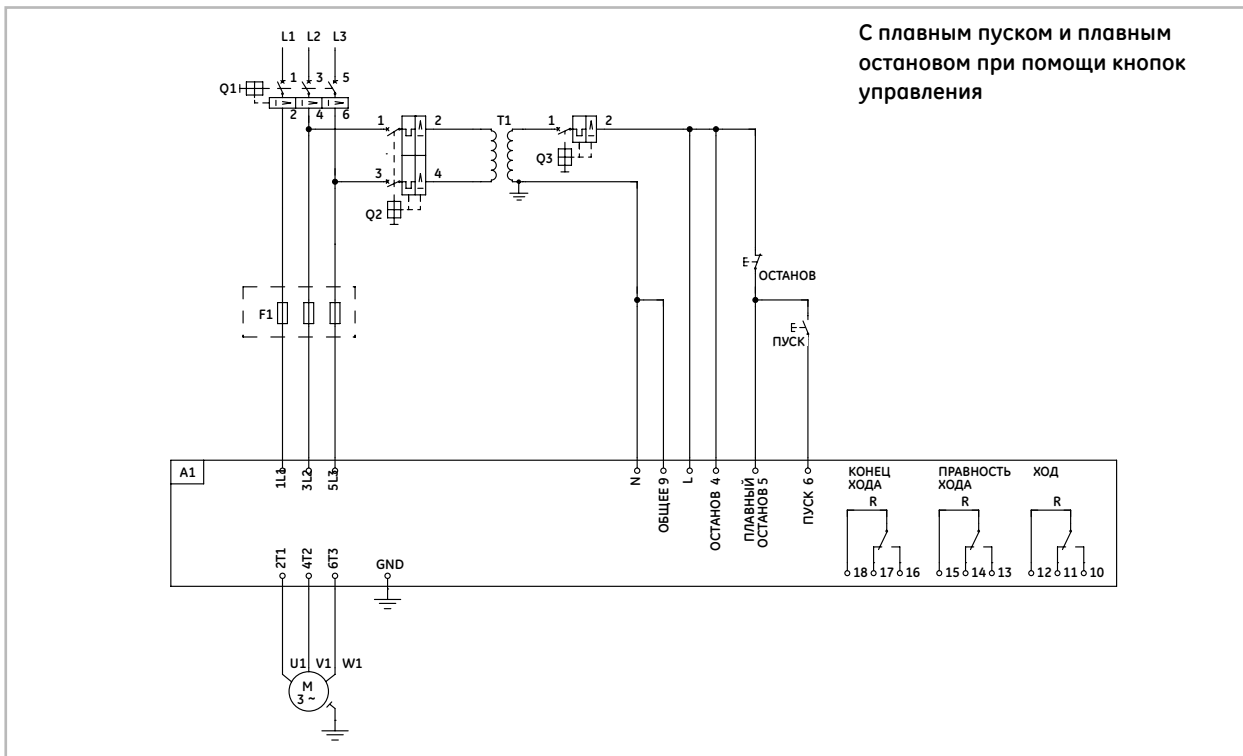 С плавным пуском и плавным
остановом при помощи кнопок
управления
L1 L2 L3
Q1 1 3 5
2 4 6
1 2 T1 1 2
Q3
3 4
Q2
ОСТАНОВ
F1
ПУСК
A1
1L1 3L2 5L3
N
ОБЩЕЕ 9
L
ОСТАНОВ 4
ПЛАВНЫЙ
ОСТАНОВ 5
ПУСК 6
КОНЕЦ
ХОДА
R
18 17 16
ПРАВНОСТЬ
ХОДА
R
15 14 13
ХОД
R
12 11 10
2T1 4T2 6T3
GND
U1 V1 W1
M
3 ~